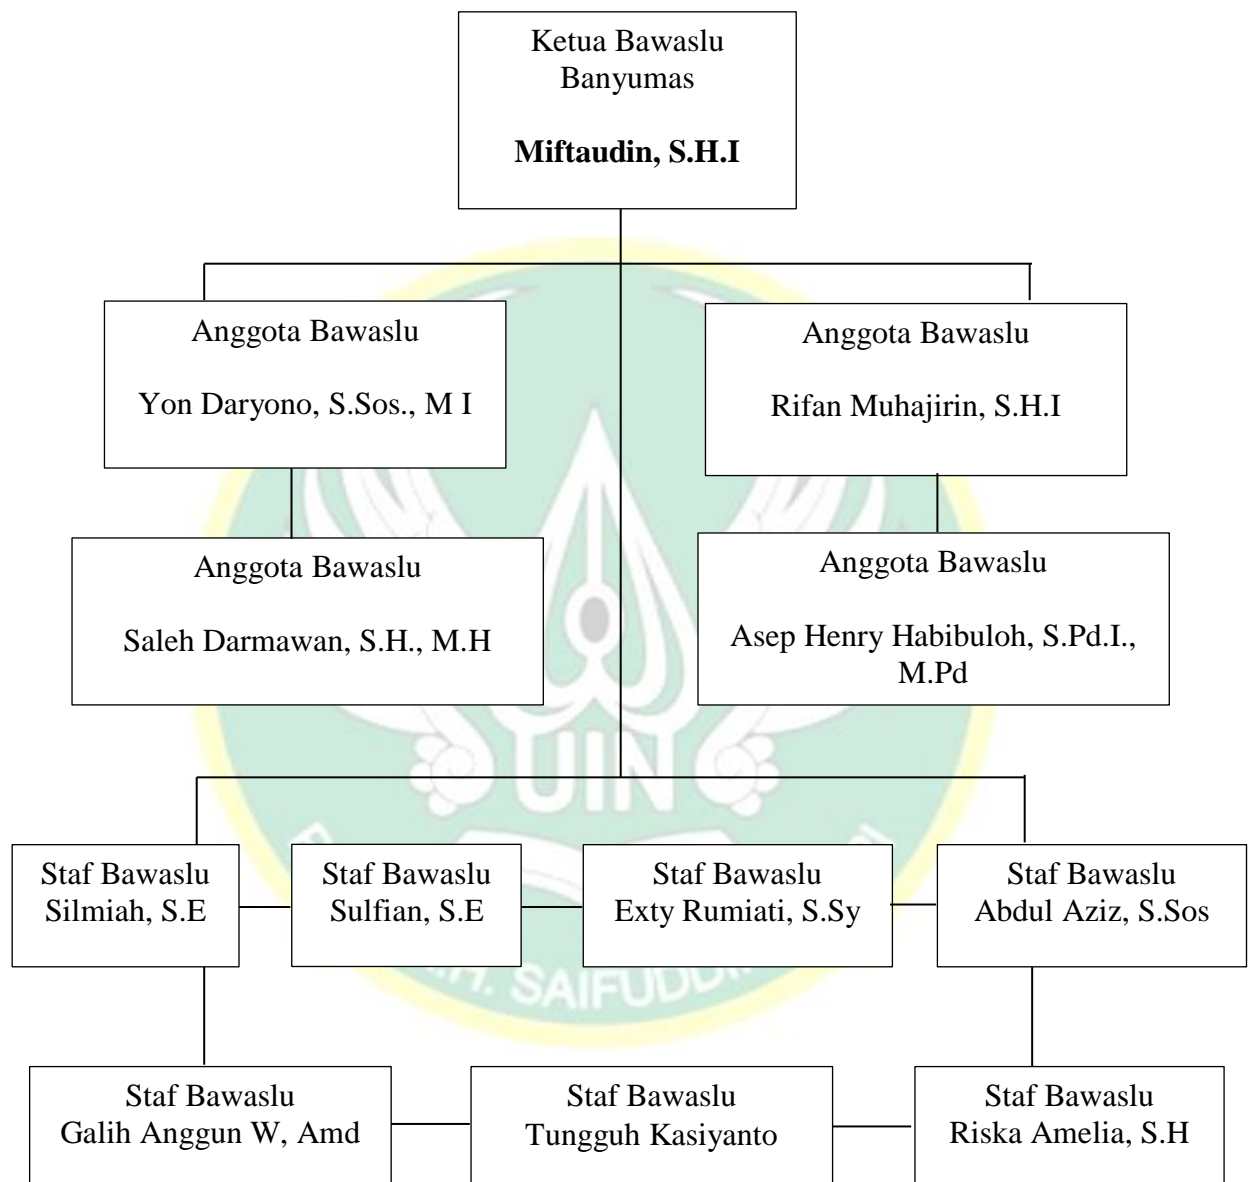 Ketua Bawaslu
Banyumas
Miftaudin, S.H.I
Anggota Bawaslu
Yon Daryono, S.Sos., M I
Anggota Bawaslu
Rifan Muhajirin, S.H.I
Anggota Bawaslu
Saleh Darmawan, S.H., M.H
Anggota Bawaslu
Asep Henry Habibuloh, S.Pd.I.,
M.Pd
UIN
Staf Bawaslu
Silmiah, S.E
Staf Bawaslu
Sulfian, S.E
Staf Bawaslu
Exty Rumiati, S.Sy
Staf Bawaslu
Abdul Aziz, S.Sos
Staf Bawaslu
Galih Anggun W, Amd
Staf Bawaslu
Tungguh Kasiyanto
Staf Bawaslu
Riska Amelia, S.H